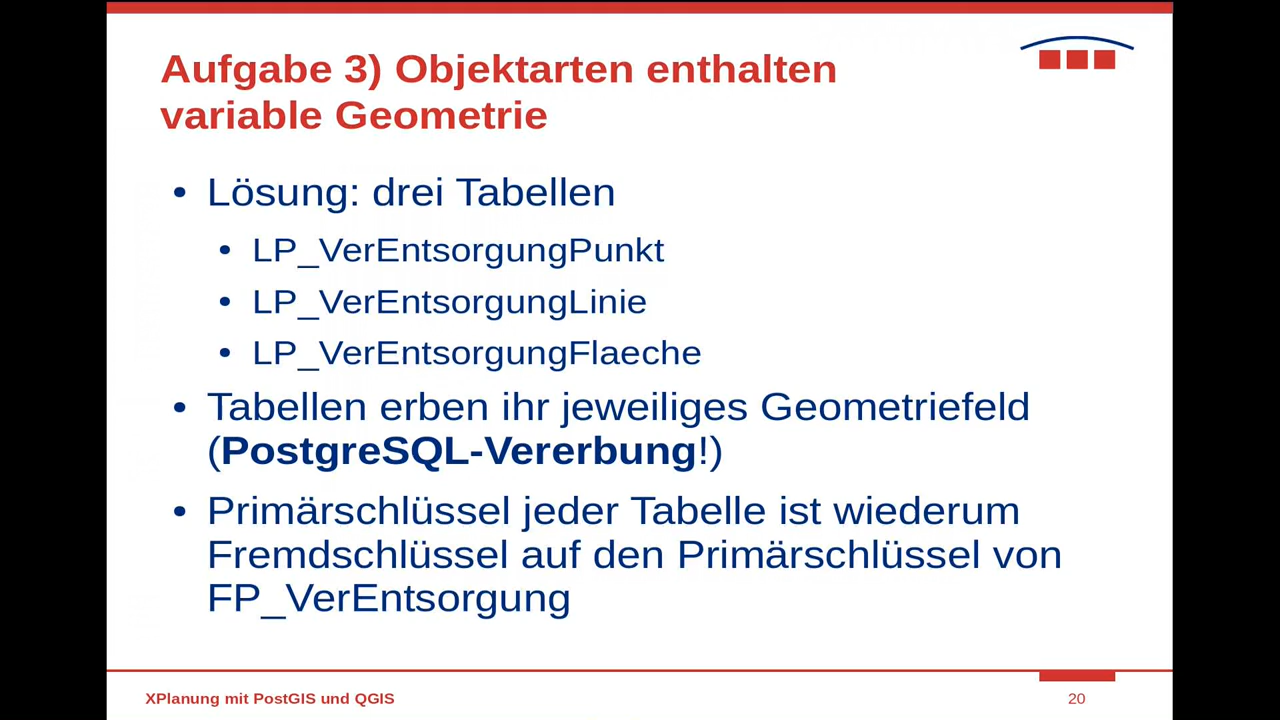 Aufgabe 3) Objektarten enthalten
variable Geometrie
• Lösung: drei Tabellen
• LP_VerEntsorgungPunkt
• LP_VerEntsorgungLinie
• LP_VerEntsorgungFlaeche
• Tabellen erben ihr jeweiliges Geometriefeld
(PostgreSQL-Vererbung!)
• Primärschlüssel jeder Tabelle ist wiederum
Fremdschlüssel auf den Primärschlüssel von
FP_VerEntsorgung
XPlanung mit PostGIS und QGIS
20